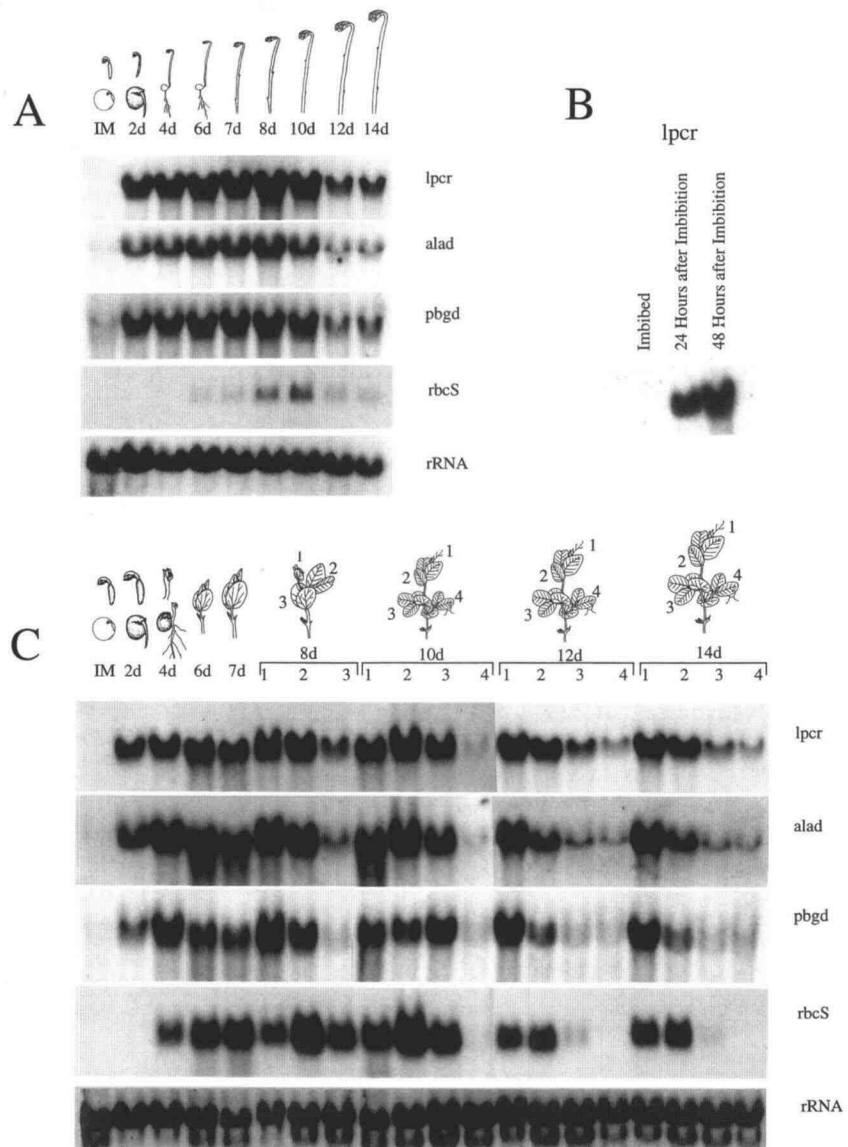 A
IM 2d 4d 6d 7d 8d 10d 12d 14d
lpcr
alad
pbgd
rbcS
rRNA
B
lpcr
Imbibed
24 Hours after Imbibition
48 Hours after Imbibition
C
1 2 3
1 2 3 4
1 2 3 4
1 2 3 4
IM 2d 4d 6d 7d 8d 10d 12d 14d
1 2 3 1 2 3 4 1 2 3 4 1 2 3 4
lpcr
alad
pbgd
rbcS
rRNA